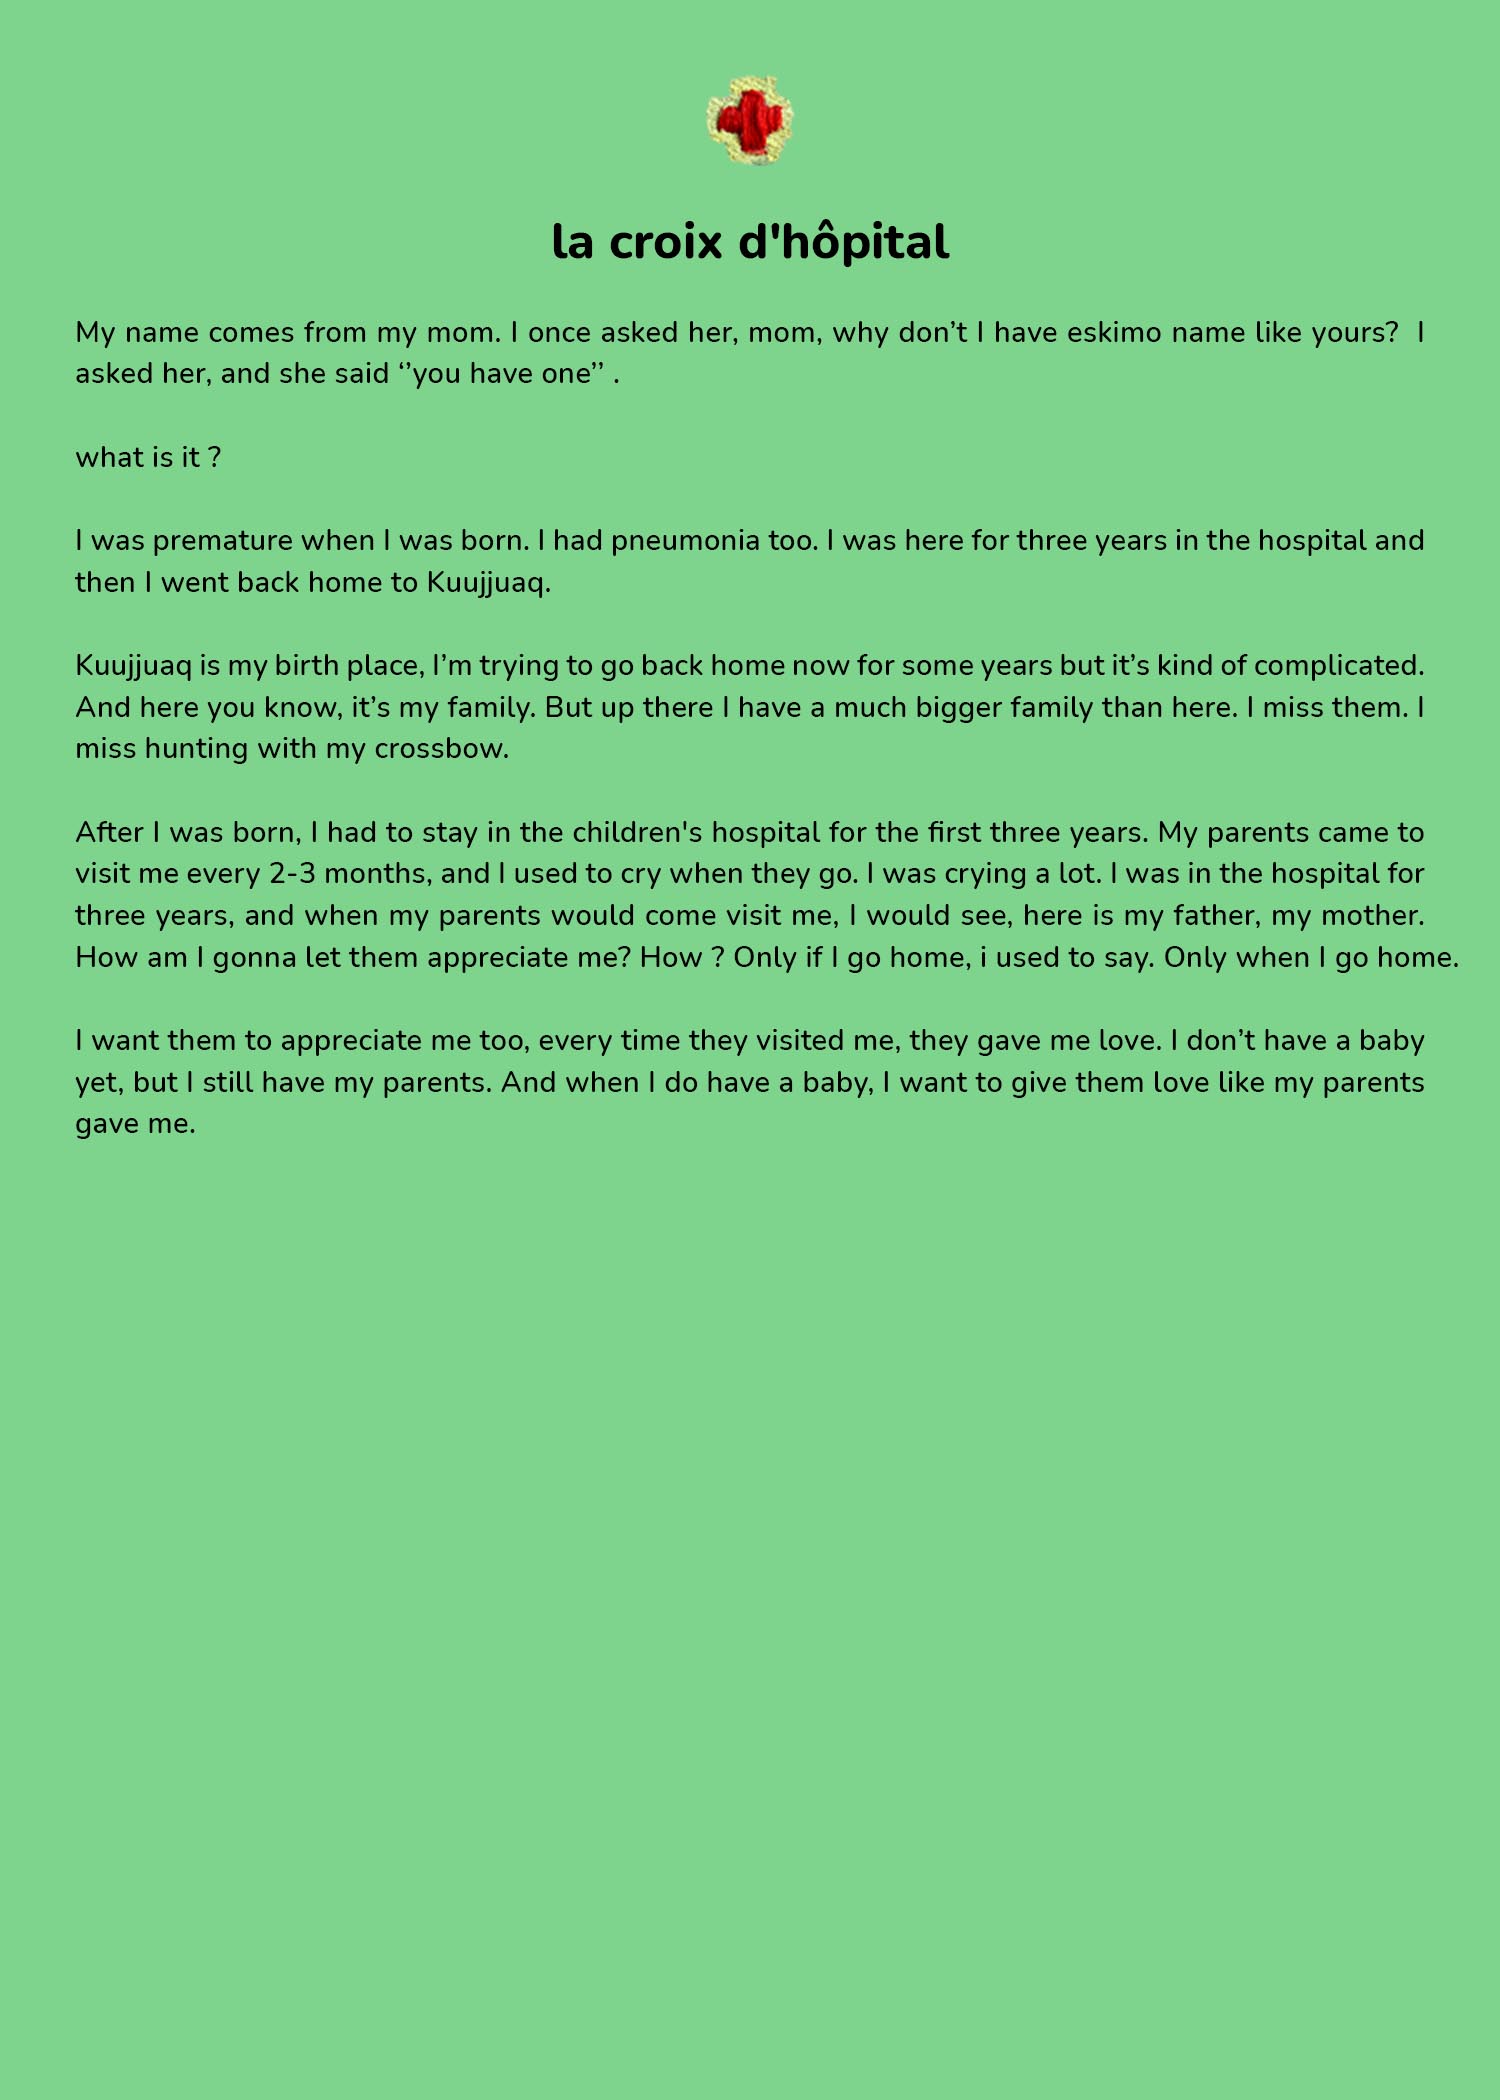 la croix d'hôpital
My name comes from my mom. I once asked her, mom, why don’t I have eskimo name like yours?  I
asked her, and she said ‘’you have one’’ .
what is it ?
I was premature when I was born. I had pneumonia too. I was here for three years in the hospital and
then I went back home to Kuujjuaq.
Kuujjuaq is my birth place, I’m trying to go back home now for some years but it’s kind of complicated.
And here you know, it’s my family. But up there I have a much bigger family than here. I miss them. I
miss hunting with my crossbow.
After I was born, I had to stay in the children's hospital for the first three years. My parents came to
visit me every 2-3 months, and I used to cry when they go. I was crying a lot. I was in the hospital for
three years, and when my parents would come visit me, I would see, here is my father, my mother.
How am I gonna let them appreciate me? How ? Only if I go home, i used to say. Only when I go home.
I want them to appreciate me too, every time they visited me, they gave me love. I don’t have a baby
yet, but I still have my parents. And when I do have a baby, I want to give them love like my parents
gave me.